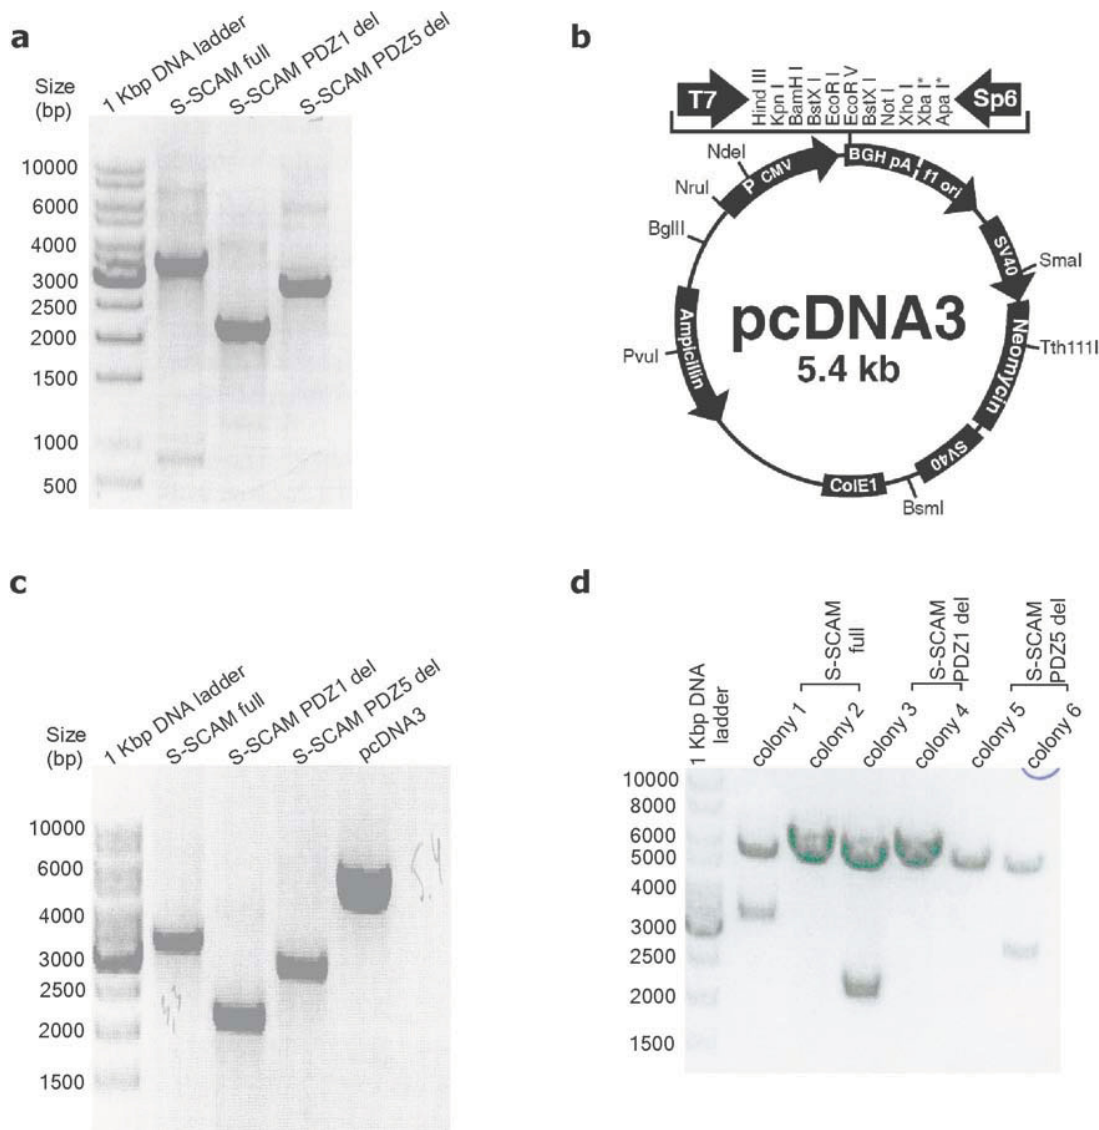 a
Size
(bp)
1 Kbp DNA ladder
S-SCAM full
S-SCAM PDZ1 del
S-SCAM PDZ5 del
10000
6000
4000
3000
2500
2000
1500
1000
500
b
T7
Hind III
Kpn I
BamH I
BstX I
EcoR I
EcoR V
BstX I
Not I
Xho I
Xba I*
Apa I*
Sp6
NdeI
NruI
BglII
PvuI
P CMV
BGH pA
f1 ori
SV40
SmaI
Neomycin
Tth111I
SV40
BsmI
ColE1
Ampicillin
pcDNA3
5.4 kb
c
Size
(bp)
1 Kbp DNA ladder
S-SCAM full
S-SCAM PDZ1 del
S-SCAM PDZ5 del
pcDNA3
10000
6000
4000
3000
2500
2000
1500
5.4
d
1 Kbp DNA
ladder
S-SCAM
full
S-SCAM
PDZ1 del
S-SCAM
PDZ5 del
colony 1
colony 2
colony 3
colony 4
colony 5
colony 6
10000
8000
6000
5000
4000
3000
2500
2000
1500